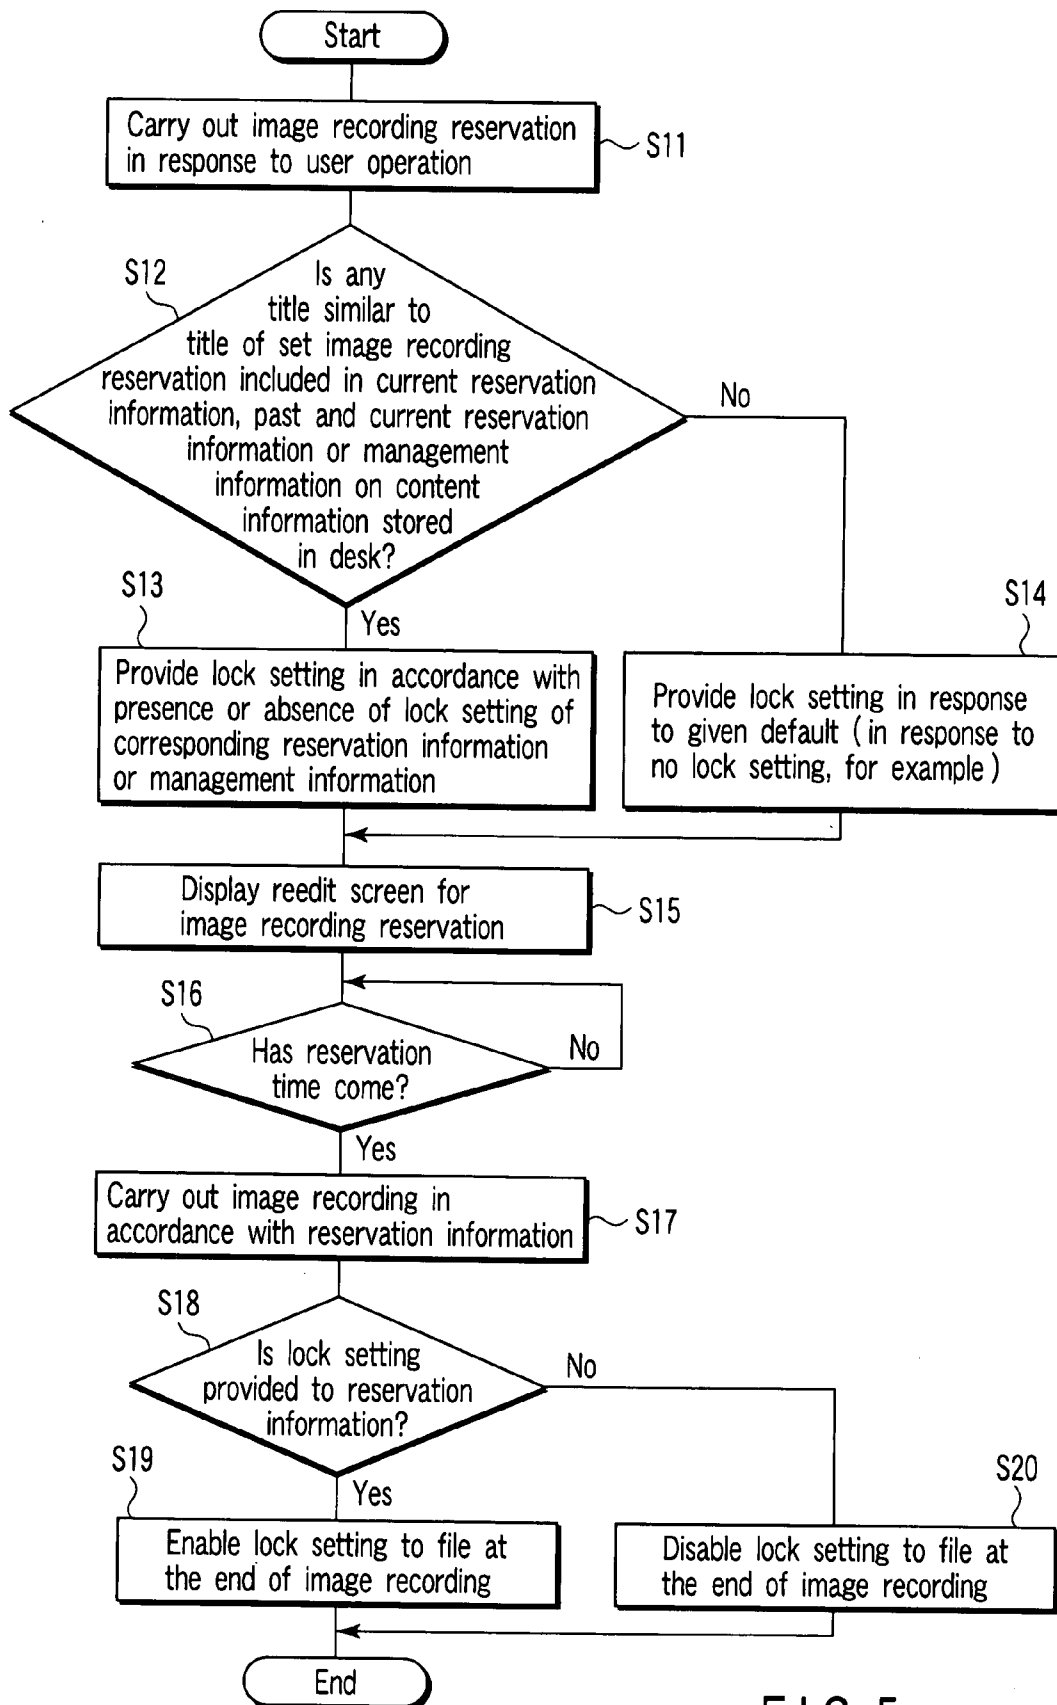 Start
Carry out image recording reservation
in response to user operation
S11
S12
Is any
title similar to
title of set image recording
reservation included in current reservation
information, past and current reservation
information or management
information on content
information stored
in desk?
No
S13
Yes
S14
Provide lock setting in accordance with
presence or absence of lock setting of
corresponding reservation information
or management information
Provide lock setting in response
to given default (in response to
no lock setting, for example)
Display reedit screen for
image recording reservation
S15
S16
Has reservation
time come?
No
Yes
Carry out image recording in
accordance with reservation information
S17
S18
Is lock setting
provided to reservation
information?
No
S19
Yes
S20
Enable lock setting to file at
the end of image recording
Disable lock setting to file at
the end of image recording
End